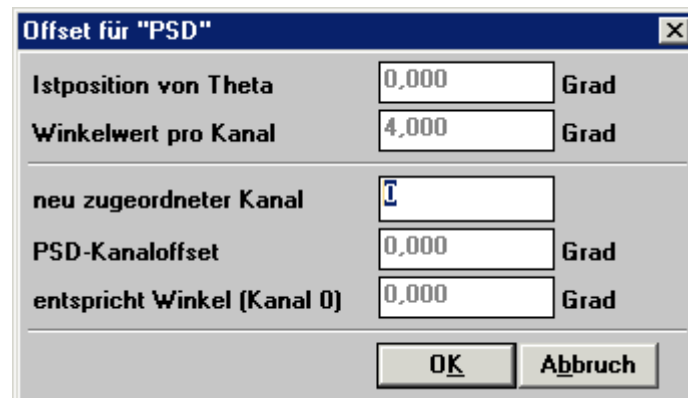 Offset für "PSD"
Istposition von Theta 0,000 Grad
Winkelwert pro Kanal 4,000 Grad
neu zugeordneter Kanal
PSD-Kanaloffset 0,000 Grad
entspricht Winkel (Kanal 0) 0,000 Grad
OK Abbruch